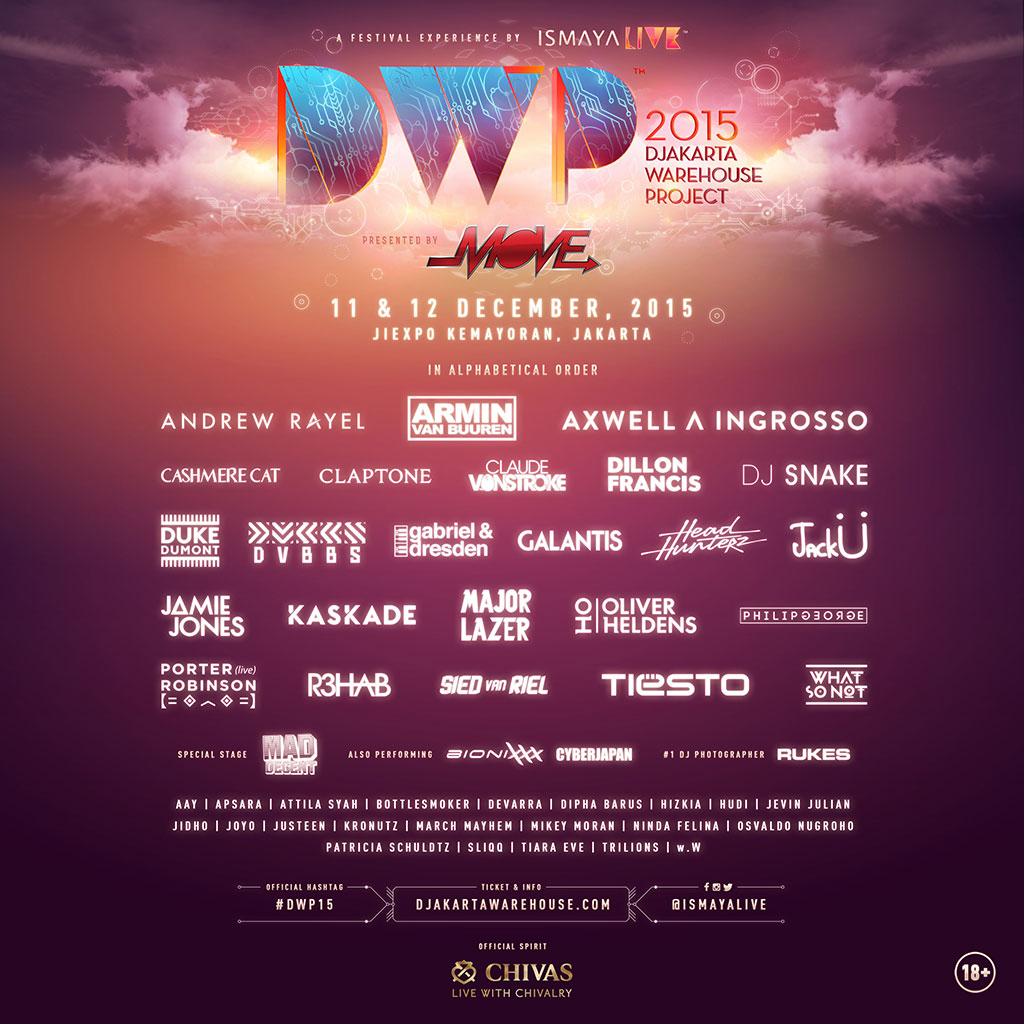 A FESTIVAL EXPERIENCE BY ISMAYA LIVE™
DWP™
2015
DJAKARTA
WAREHOUSE
PROJECT
PRESENTED BY MOVE
11 & 12 DECEMBER, 2015
JIEXPO KEMAYORAN, JAKARTA
IN ALPHABETICAL ORDER
ANDREW RAYEL ARMIN VAN BUUREN AXWELL Λ INGROSSO
CASHMERE CAT CLAPTONE CLAUDE VONSTROKE DILLON FRANCIS DJ SNAKE
DUKE DUMONT DVBBS gabriel & dresden GALANTIS HeadHunterz JACK Ü
JAMIE JONES KASKADE MAJOR LAZER HO | OLIVER HELDENS PHILIP GEORGE
PORTER (live) ROBINSON R3HAB SIED VAN RIEL TIËSTO WHAT SO NOT
SPECIAL STAGE MAD DECENT ALSO PERFORMING BIONIXXX CYBERJAPAN #1 DJ PHOTOGRAPHER RUKES
AAY | APSARA | ATTILA SYAH | BOTTLESMOKER | DEVARRA | DIPHA BARUS | HIZKIA | HUDI | JEVIN JULIAN
JIDHO | JOYO | JUSTEEN | KRONUTZ | MARCH MAYHEM | MIKEY MORAN | NINDA FELINA | OSVALDO NUGROHO
PATRICIA SCHULDTZ | SLIQQ | TIARA EVE | TRILIONS | w.W
OFFICIAL HASHTAG
#DWP15
TICKET & INFO
DJAKARTAWAREHOUSE.COM
@ISMAYALIVE
OFFICIAL SPIRIT
CHIVAS
LIVE WITH CHIVALRY
18+